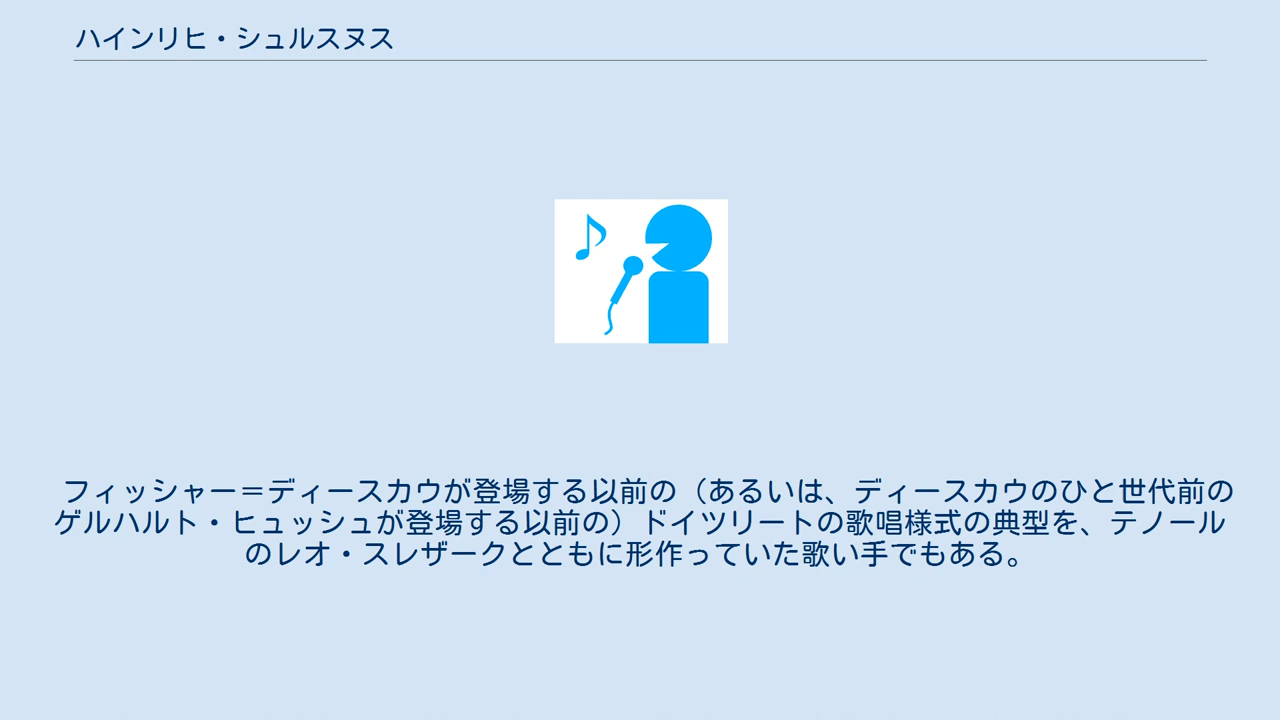 ハインリヒ・シュルスヌス
フィッシャー＝ディースカウが登場する以前の（あるいは、ディースカウのひと世代前の
ゲルハルト・ヒュッシュが登場する以前の）ドイツリートの歌唱様式の典型を、テノール
のレオ・スレザークとともに形作っていた歌い手でもある。